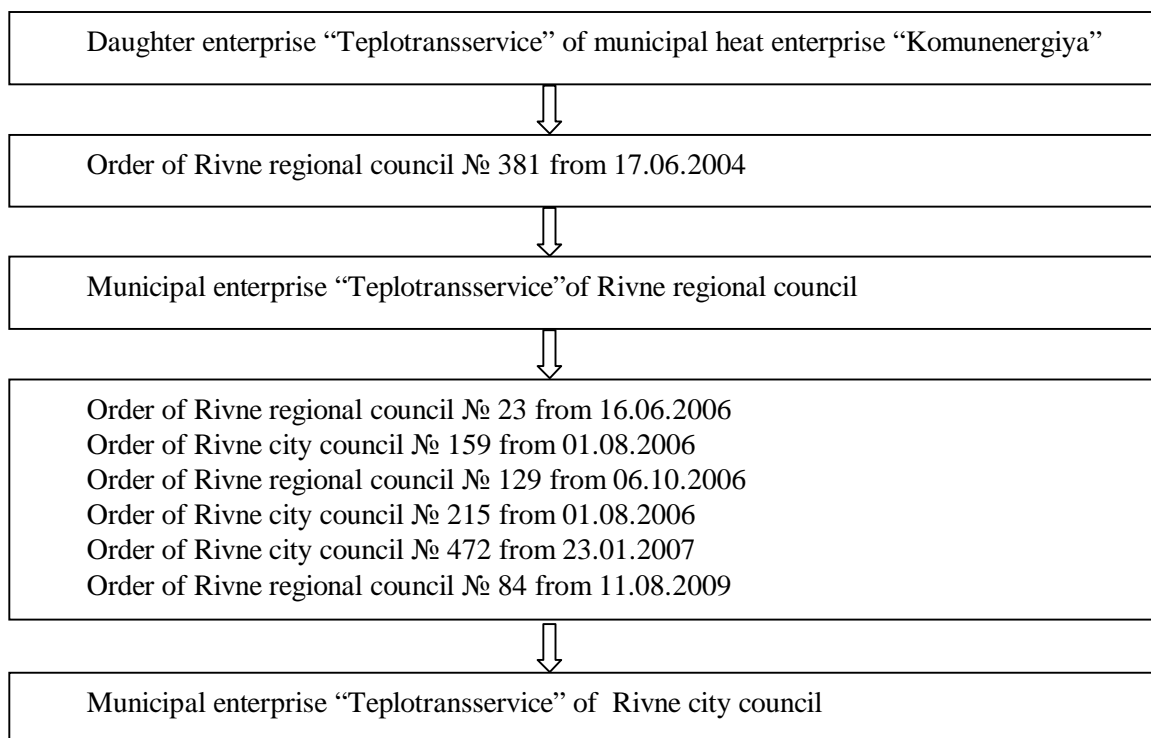 Daughter enterprise “Teplotransservice” of municipal heat enterprise “Komunenergiya”
Order of Rivne regional council № 381 from 17.06.2004
Municipal enterprise “Teplotransservice”of Rivne regional council
Order of Rivne regional council № 23 from 16.06.2006
Order of Rivne city council № 159 from 01.08.2006
Order of Rivne regional council № 129 from 06.10.2006
Order of Rivne city council № 215 from 01.08.2006
Order of Rivne city council № 472 from 23.01.2007
Order of Rivne regional council № 84 from 11.08.2009
Municipal enterprise “Teplotransservice” of Rivne city council